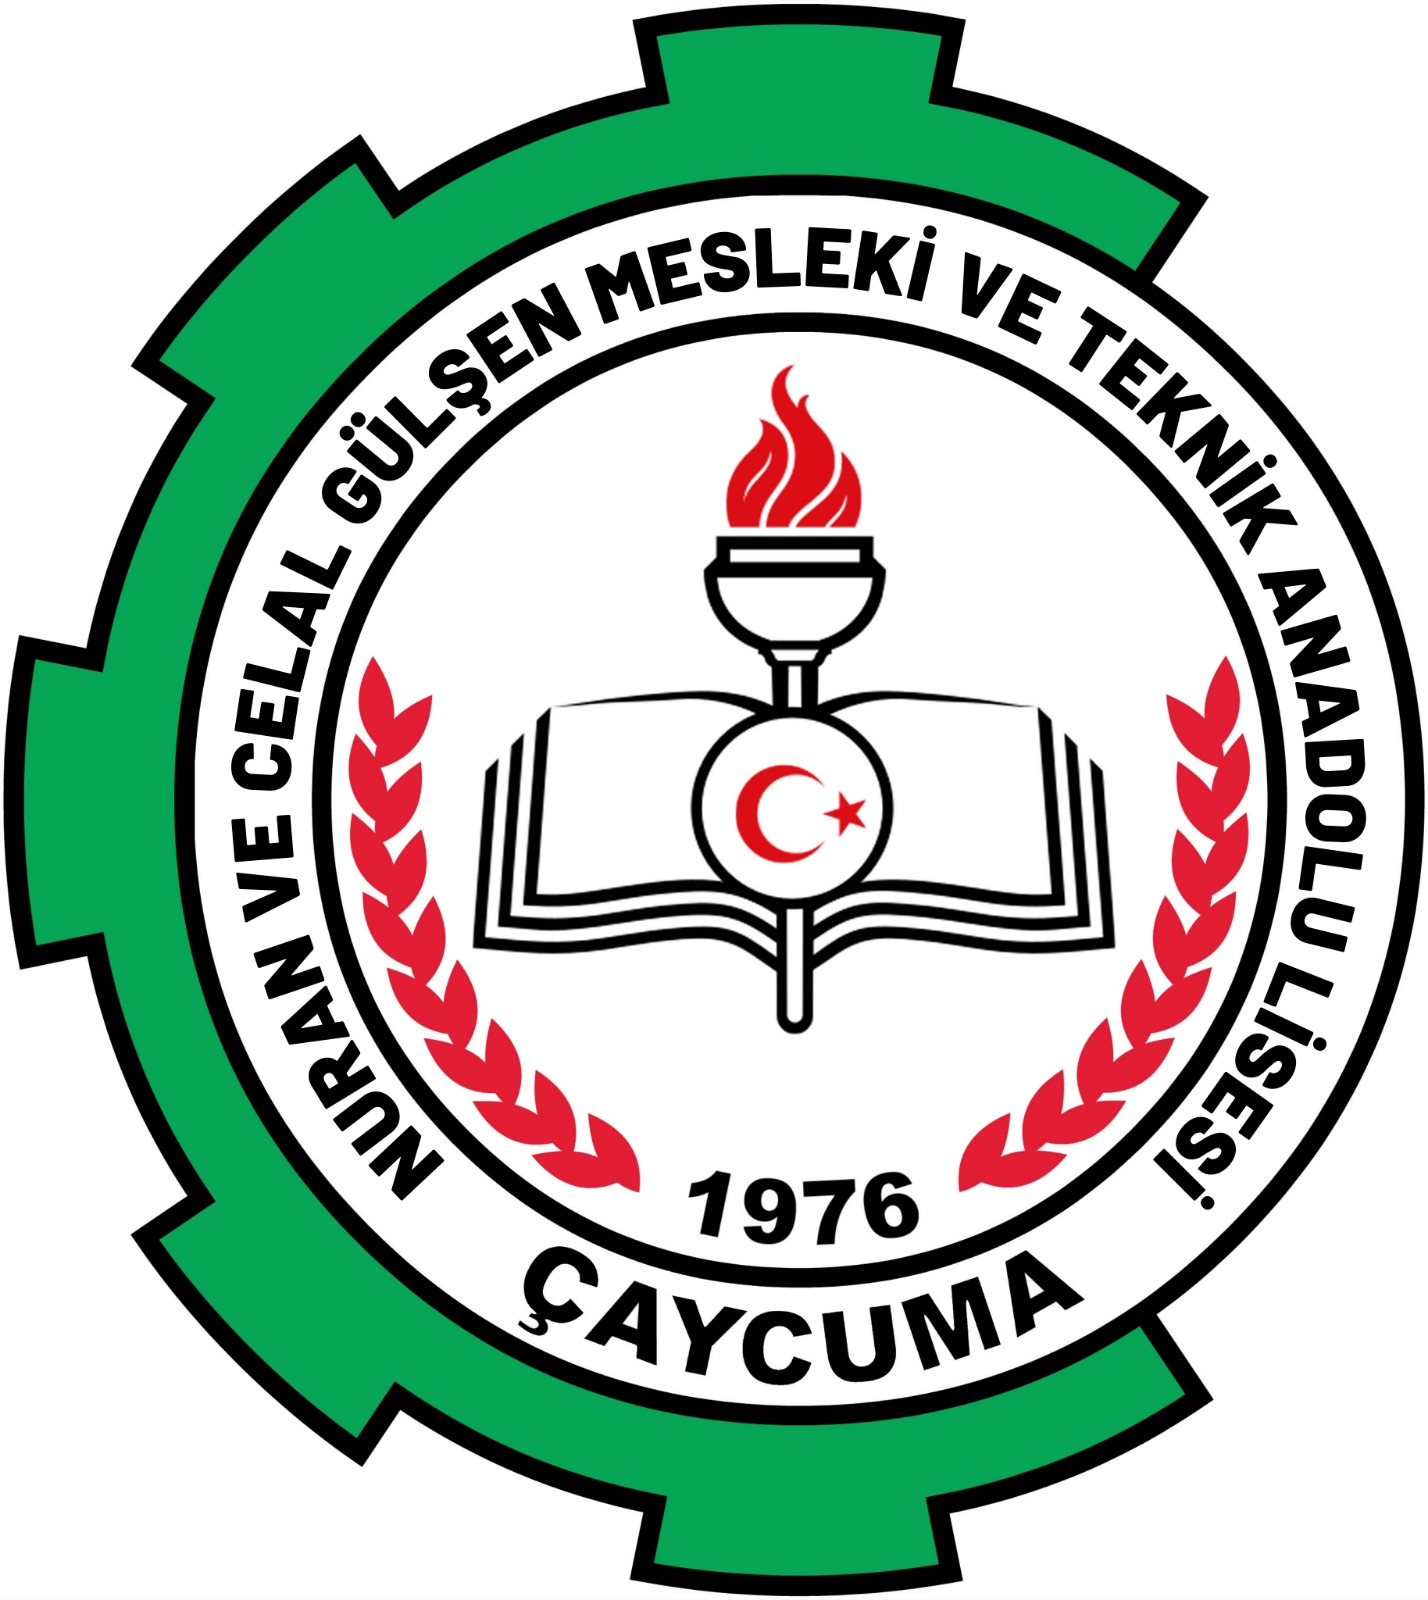 NURAN VE CELAL GÜLŞEN MESLEKİ VE TEKNİK ANADOLU LİSESİ
1976
ÇAYCUMA